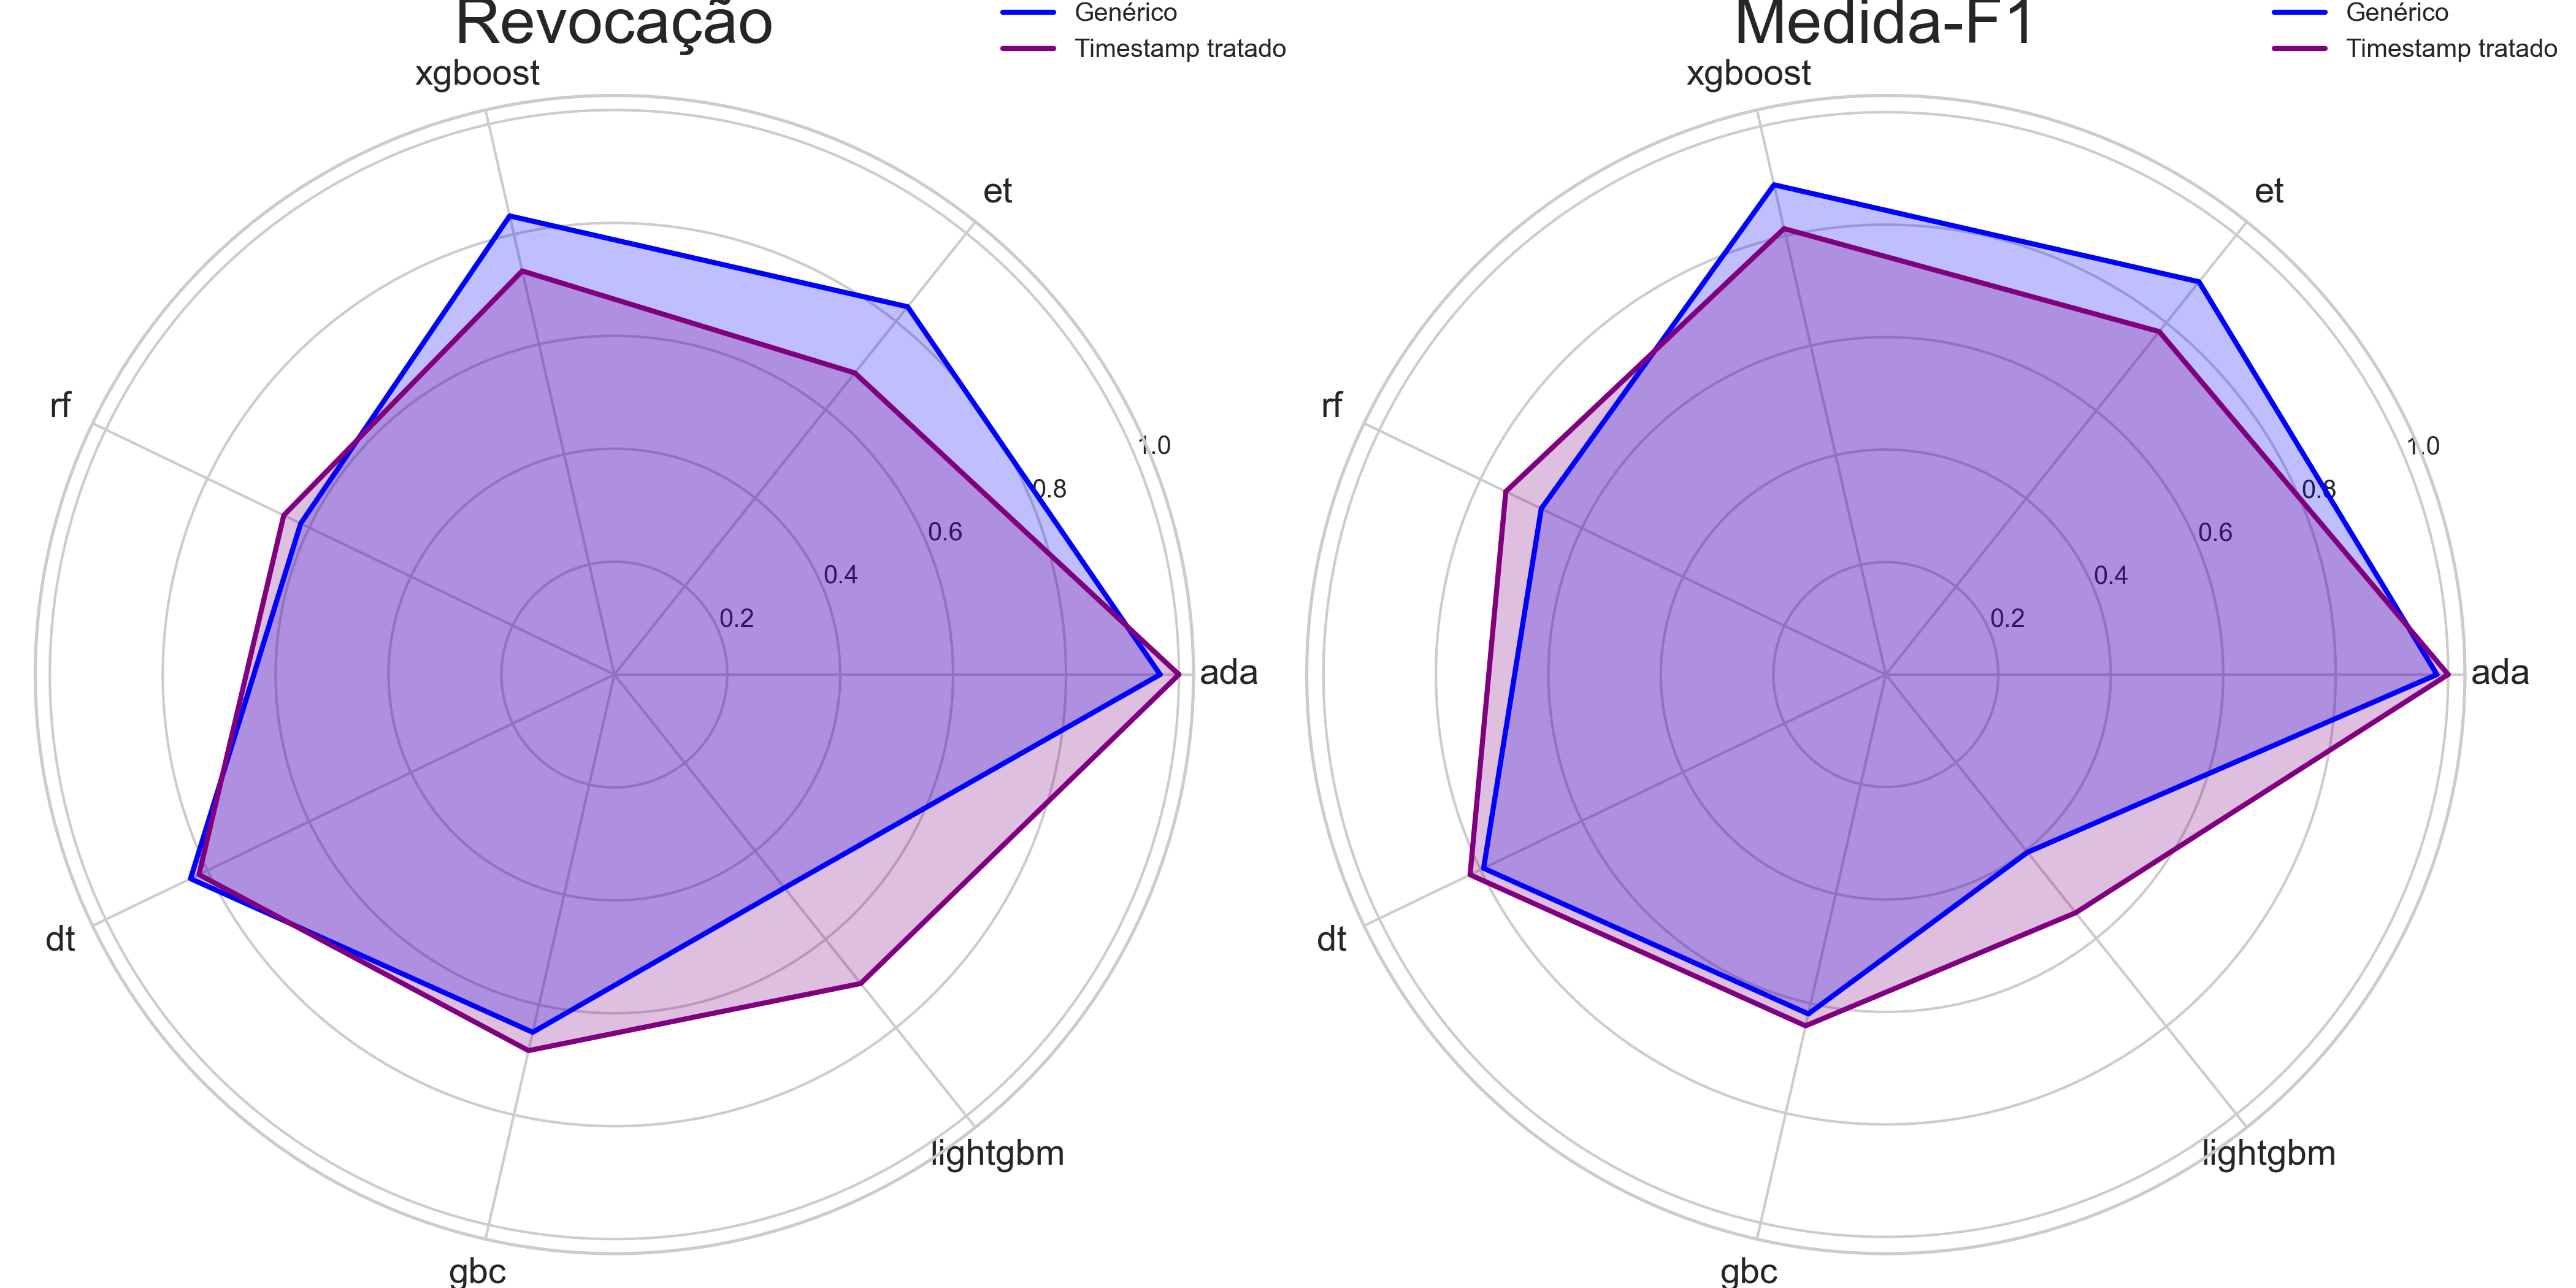 Revocação
Genérico
Timestamp tratado
xgboost
et
rf
1.0
0.8
0.6
0.4
0.2
ada
dt
lightgbm
gbc
Medida-F1
Genérico
Timestamp tratado
xgboost
et
rf
1.0
0.8
0.6
0.4
0.2
ada
dt
lightgbm
gbc